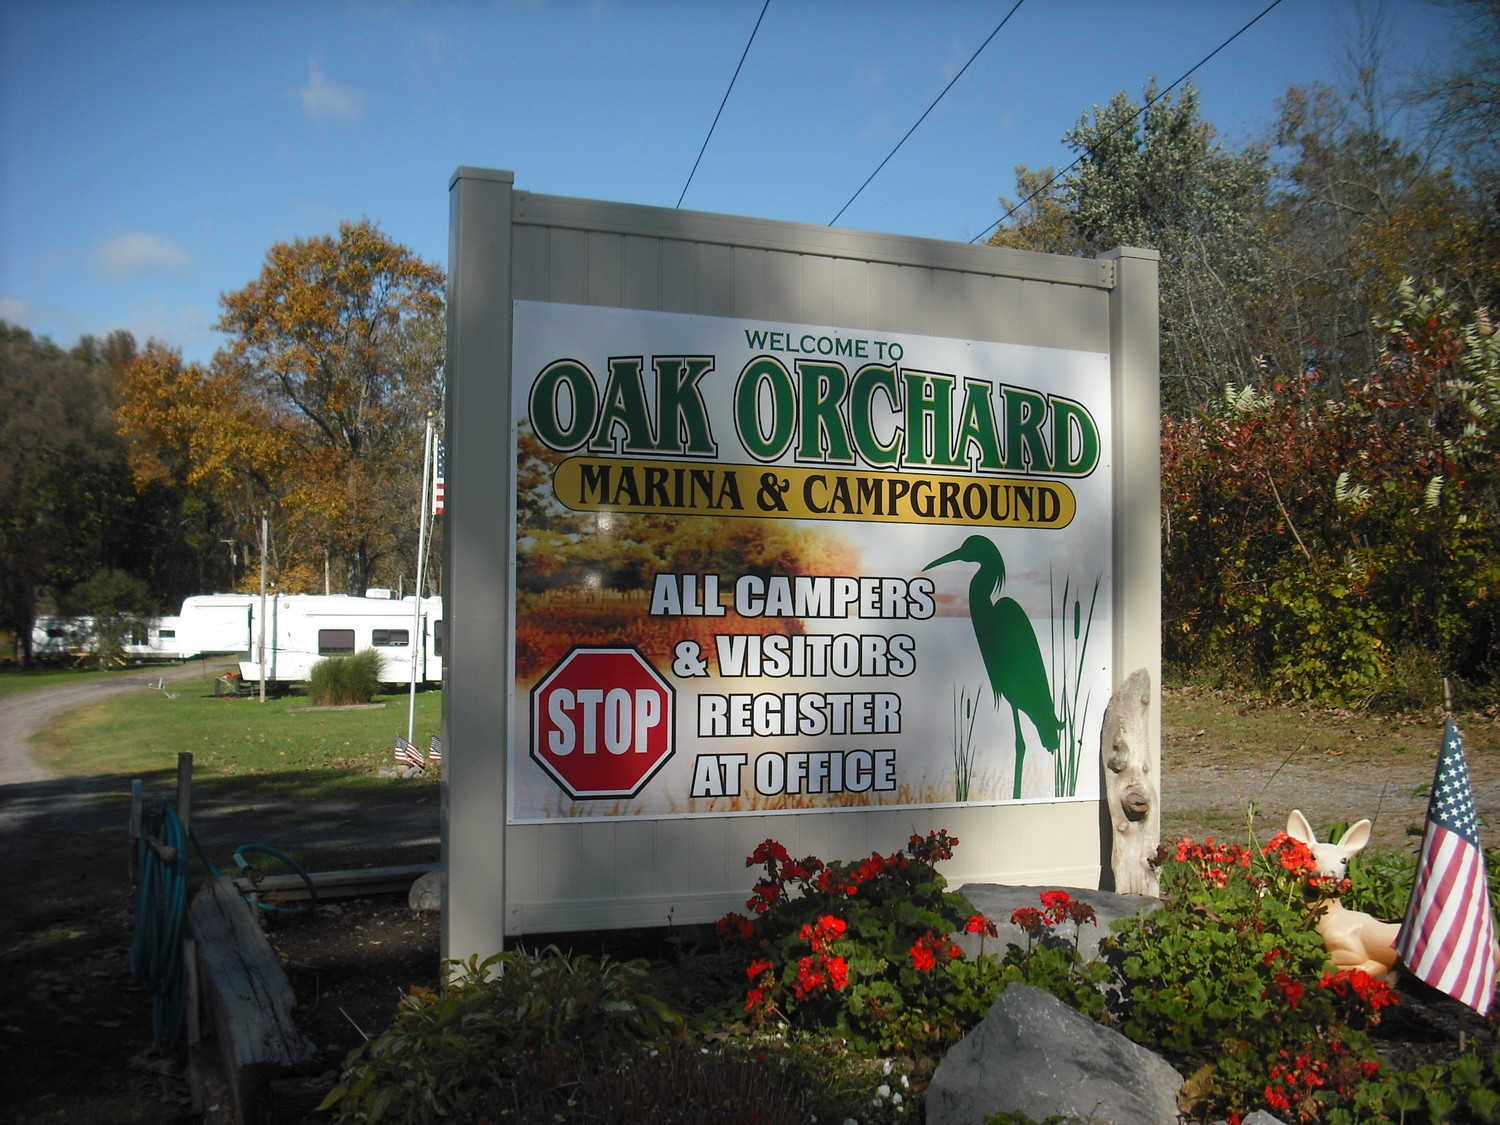 WELCOME TO
OAK ORCHARD
MARINA & CAMPGROUND
ALL CAMPERS
& VISITORS
REGISTER
AT OFFICE
STOP